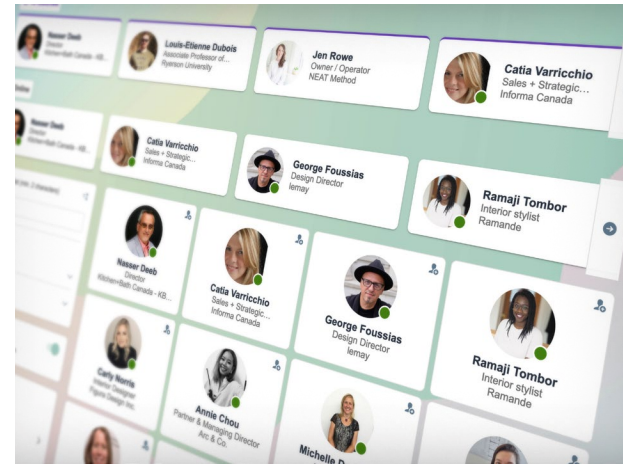 Nasser Deeb
Director
Kitchen+Bath Canada - KB...
Louis-Etienne Dubois
Associate Professor of...
Ryerson University
Jen Rowe
Owner / Operator
NEAT Method
Catia Varricchio
Sales + Strategic...
Informa Canada
Nasser Deeb
Director
Kitchen+Bath Canada - KB...
Catia Varricchio
Sales + Strategic...
Informa Canada
George Foussias
Design Director
lemay
Ramaji Tombor
Interior stylist
Ramande
Nasser Deeb
Director
Kitchen+Bath Canada - KB...
Catia Varricchio
Sales + Strategic...
Informa Canada
George Foussias
Design Director
lemay
Ramaji Tombor
Interior stylist
Ramande
Carly Norris
Interior Designer
Figure3 Design Inc.
Annie Chou
Partner & Managing Director
Arc & Co.
Michelle